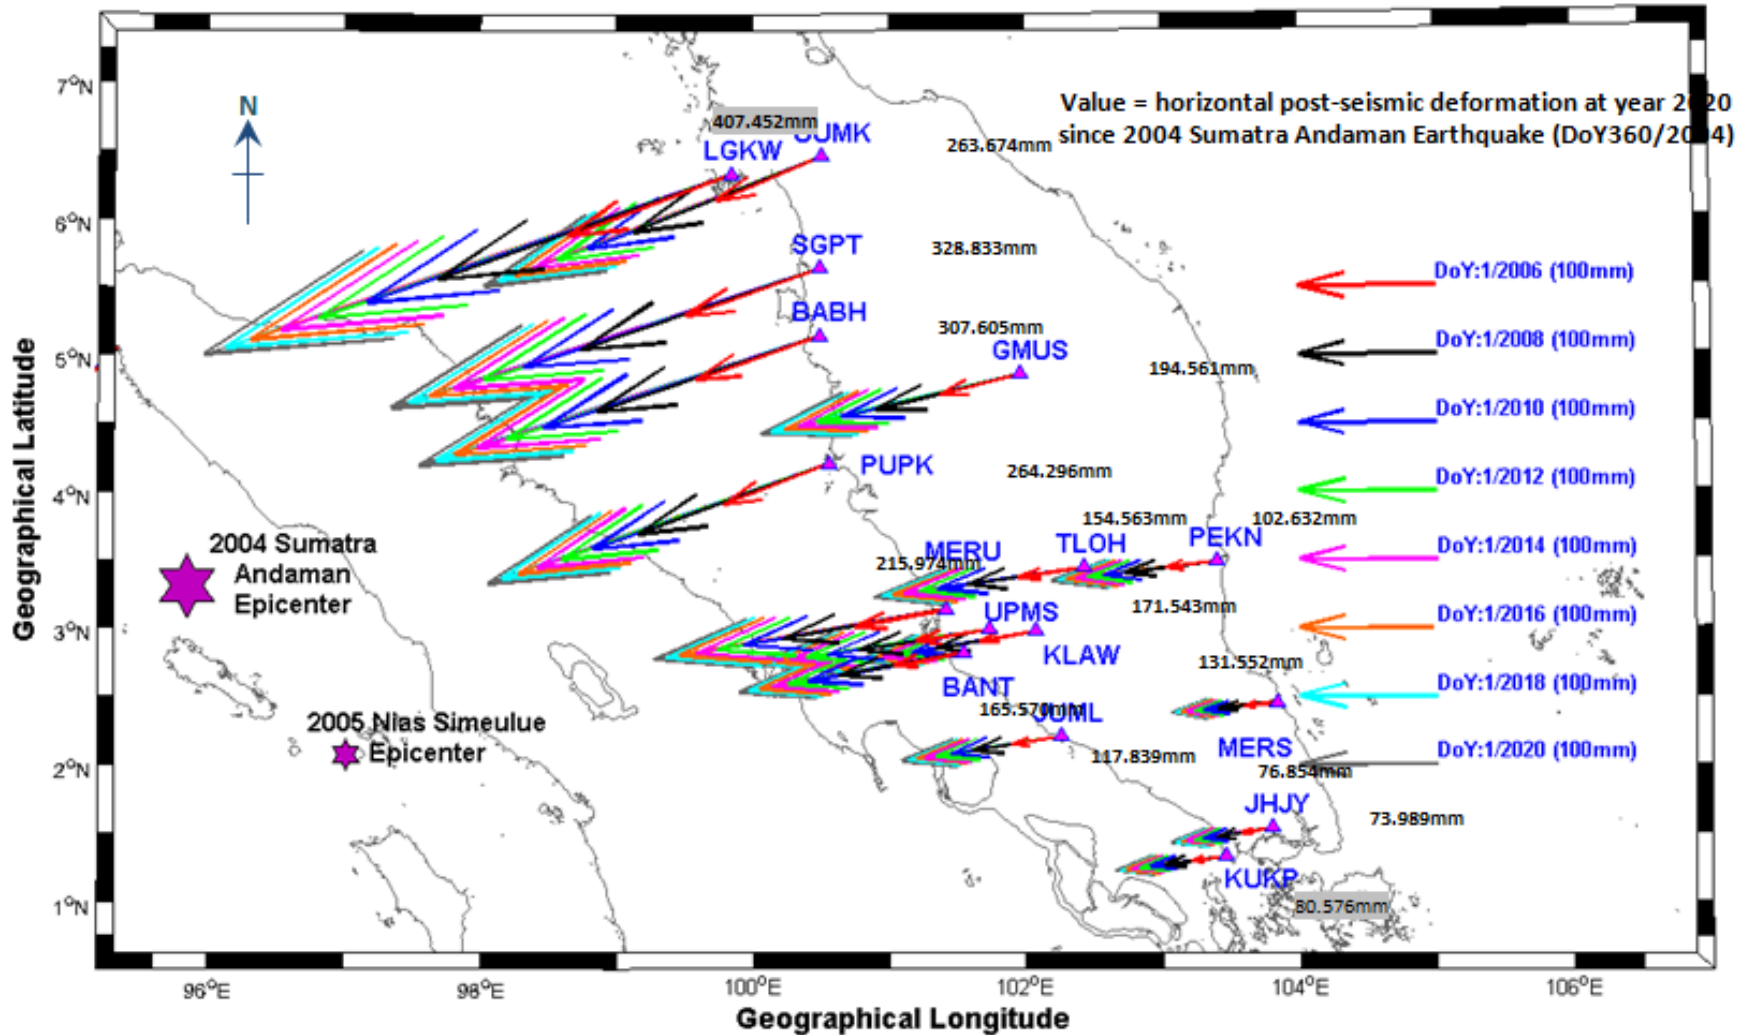 7°N
6°N
5°N
4°N
3°N
2°N
1°N
Geographical Latitude
N
407.452mm
UUMK
LGKW
263.674mm
Value = horizontal post-seismic deformation at year 2020
since 2004 Sumatra Andaman Earthquake (DoY360/2004)
SGPT
328.833mm
BABH
307.605mm
GMUS
194.561mm
PUPK
264.296mm
154.563mm
102.632mm
MERU
TLOH
PEKN
215.974mm
UPMS
171.543mm
KLAW
131.552mm
BANT
165.570mm
JUML
MERS
117.839mm
76.854mm
JHJY
73.989mm
KUKP
80.576mm
2004 Sumatra
Andaman
Epicenter
2005 Nias Simeulue
Epicenter
DoY:1/2006 (100mm)
DoY:1/2008 (100mm)
DoY:1/2010 (100mm)
DoY:1/2012 (100mm)
DoY:1/2014 (100mm)
DoY:1/2016 (100mm)
DoY:1/2018 (100mm)
DoY:1/2020 (100mm)
96°E
98°E
100°E
102°E
104°E
106°E
Geographical Longitude